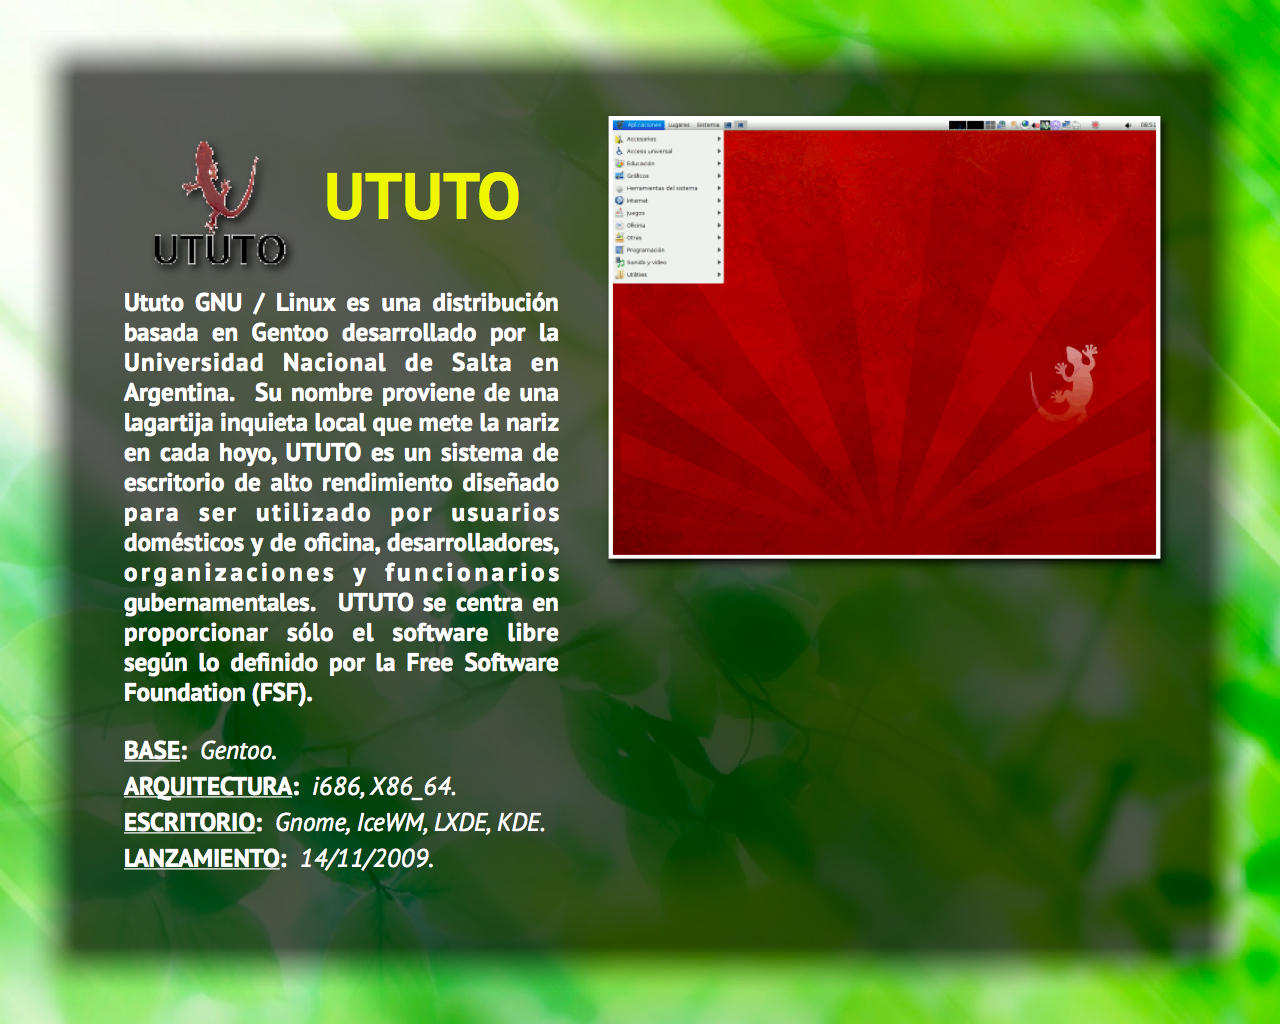 UTUTO
UTUTO
Ututo GNU / Linux es una distribución
basada en Gentoo desarrollado por la
Universidad Nacional de Salta en
Argentina. Su nombre proviene de una
lagartija inquieta local que mete la nariz
en cada hoyo, UTUTO es un sistema de
escritorio de alto rendimiento diseñado
para ser utilizado por usuarios
domésticos y de oficina, desarrolladores,
organizaciones y funcionarios
gubernamentales. UTUTO se centra en
proporcionar sólo el software libre
según lo definido por la Free Software
Foundation (FSF).
BASE: Gentoo.
ARQUITECTURA: i686, X86_64.
ESCRITORIO: Gnome, IceWM, LXDE, KDE.
LANZAMIENTO: 14/11/2009.
Aplicaciones Lugares Sistema 08:51
Accesorios
Acceso universal
Educación
Gráficos
Herramientas del sistema
Internet
Juegos
Oficina
Otras
Programación
Sonido y vídeo
Utilities